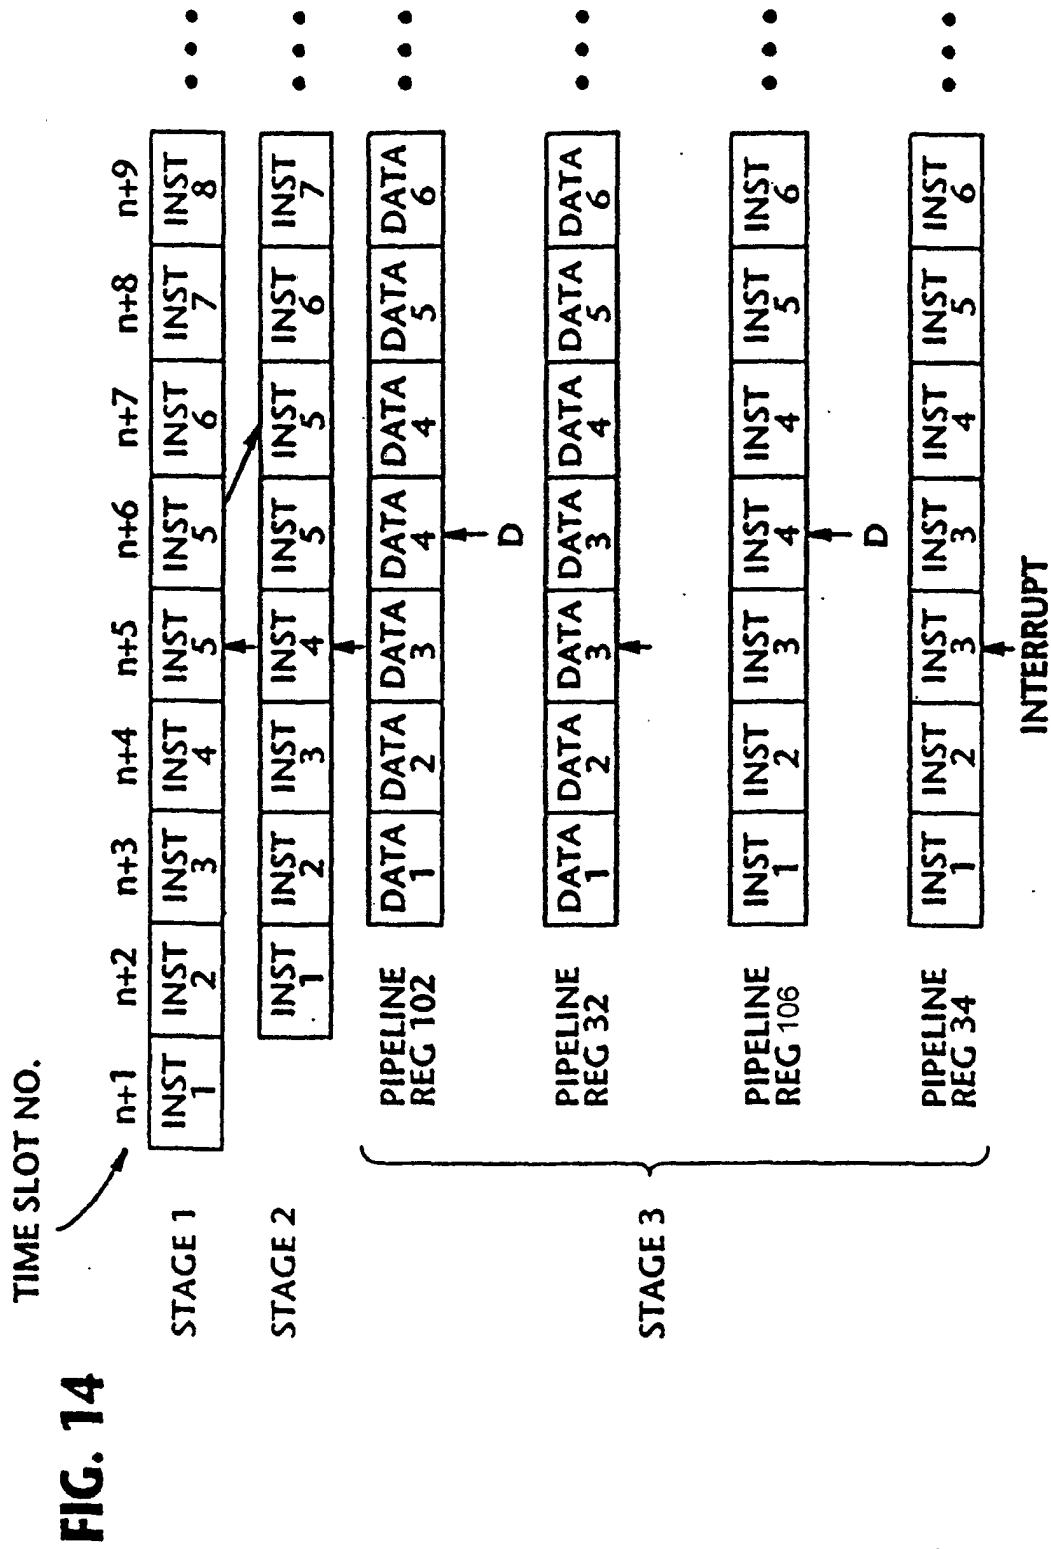 FIG. 14
TIME SLOT NO.
n+1 n+2 n+3 n+4 n+5 n+6 n+7 n+8 n+9
STAGE 1
INST 1 INST 2 INST 3 INST 4 INST 5 INST 5 INST 6 INST 7 INST 8
STAGE 2
INST 1 INST 2 INST 3 INST 4 INST 5 INST 5 INST 6 INST 7
STAGE 3
PIPELINE
REG 102
DATA 1 DATA 2 DATA 3 DATA 4 DATA 4 DATA 5 DATA 6
D
PIPELINE
REG 32
DATA 1 DATA 2 DATA 3 DATA 3 DATA 4 DATA 5 DATA 6
PIPELINE
REG 106
INST 1 INST 2 INST 3 INST 4 INST 4 INST 5 INST 6
D
PIPELINE
REG 34
INST 1 INST 2 INST 3 INST 3 INST 4 INST 5 INST 6
INTERRUPT